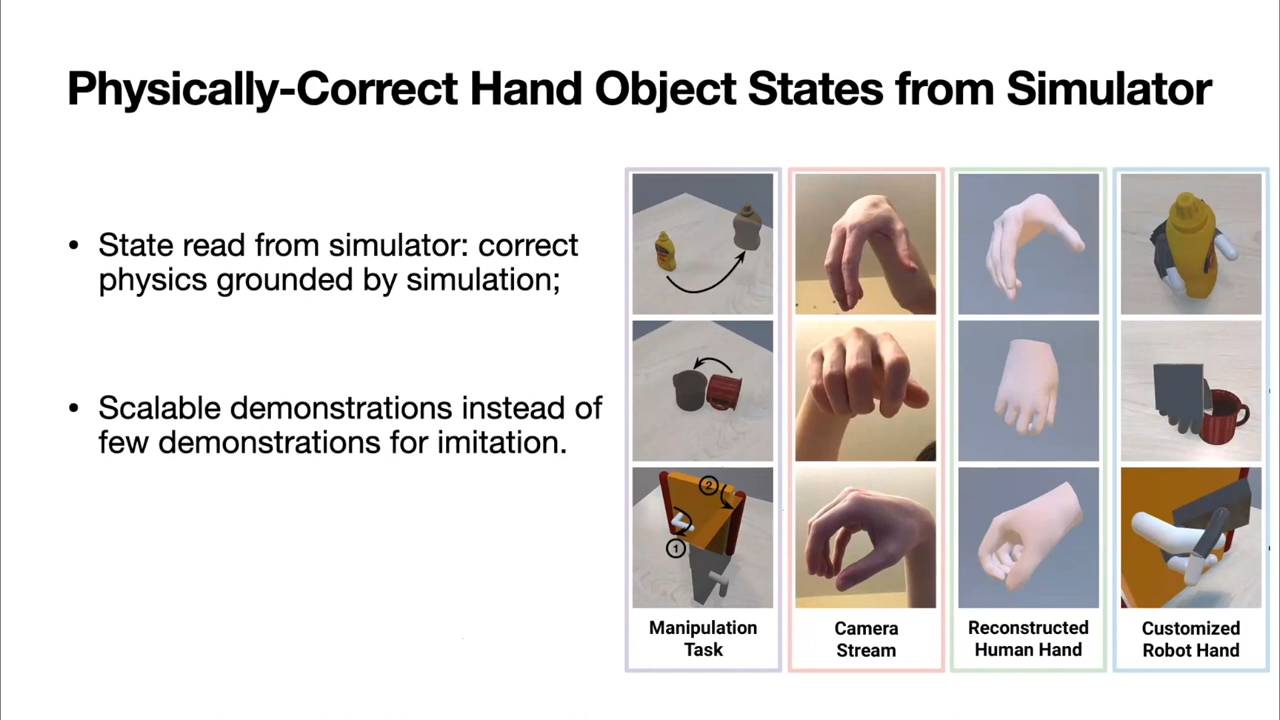 Physically-Correct Hand Object States from Simulator
• State read from simulator: correct
physics grounded by simulation;
• Scalable demonstrations instead of
few demonstrations for imitation.
2
1
Manipulation
Task
Camera
Stream
Reconstructed
Human Hand
Customized
Robot Hand